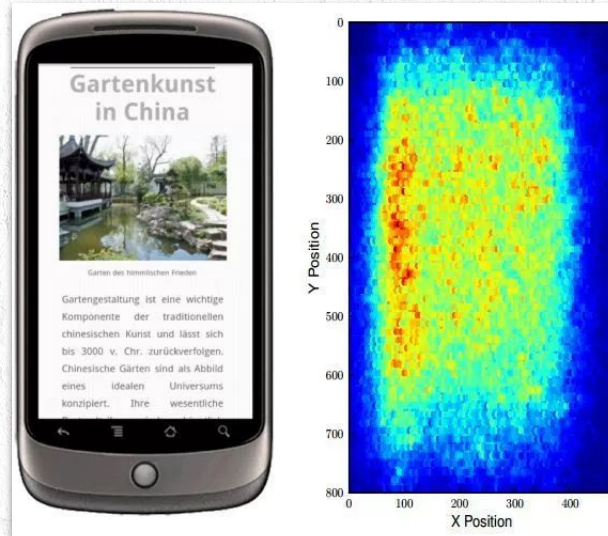 Gartenkunst
in China
Garten des himmlischen Frieden
Gartengestaltung ist eine wichtige
Komponente der traditionellen
chinesischen Kunst und lässt sich
bis 3000 v. Chr. zurückverfolgen.
Chinesische Gärten sind als Abbild
eines idealen Universums
konzipiert. Ihre wesentliche
Y Position
0
100
200
300
400
500
600
700
800
0 100 200 300 400
X Position